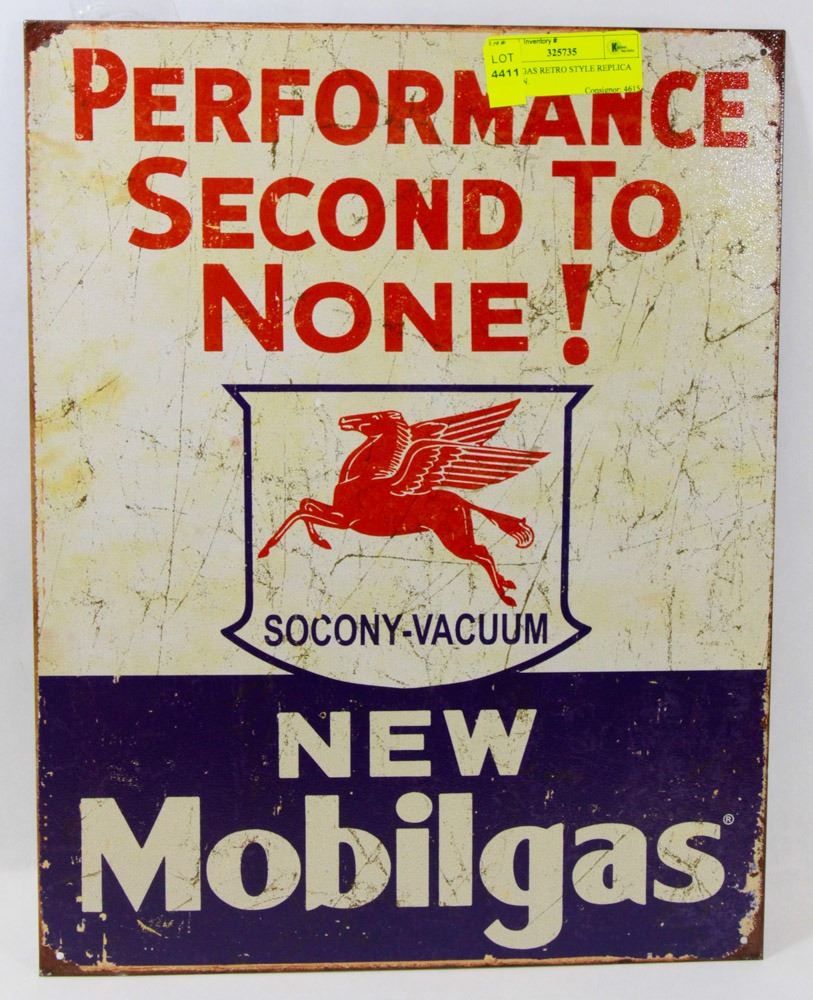 Inventory #
LOT
325735
4411
GAS RETRO STYLE REPLICA
Consignor: 4615
PERFORMANCE
SECOND TO
NONE!
SOCONY-VACUUM
NEW
Mobilgas®